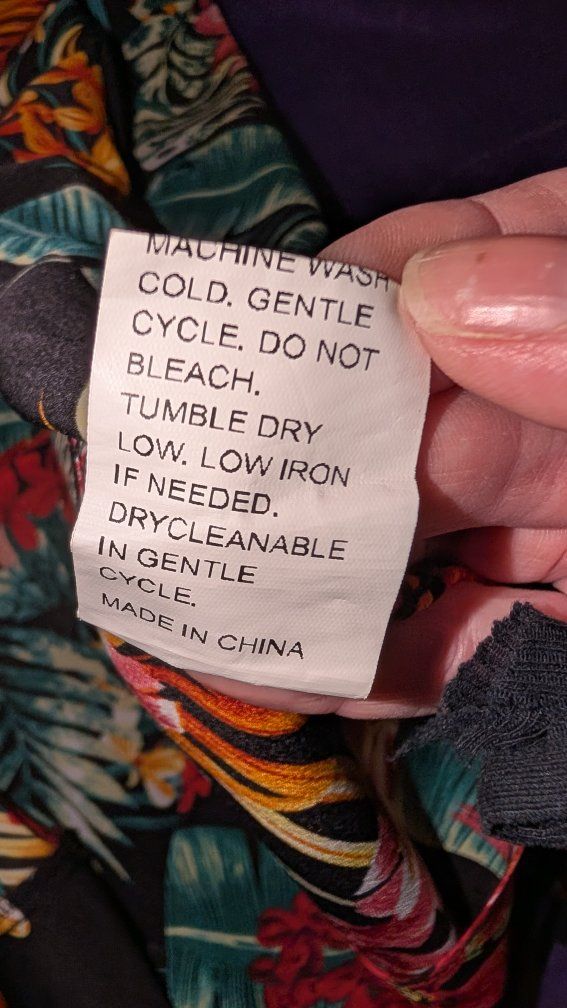 MACHINE WASH
COLD. GENTLE
CYCLE. DO NOT
BLEACH.
TUMBLE DRY
LOW. LOW IRON
IF NEEDED.
DRYCLEANABLE
IN GENTLE
CYCLE.
MADE IN CHINA